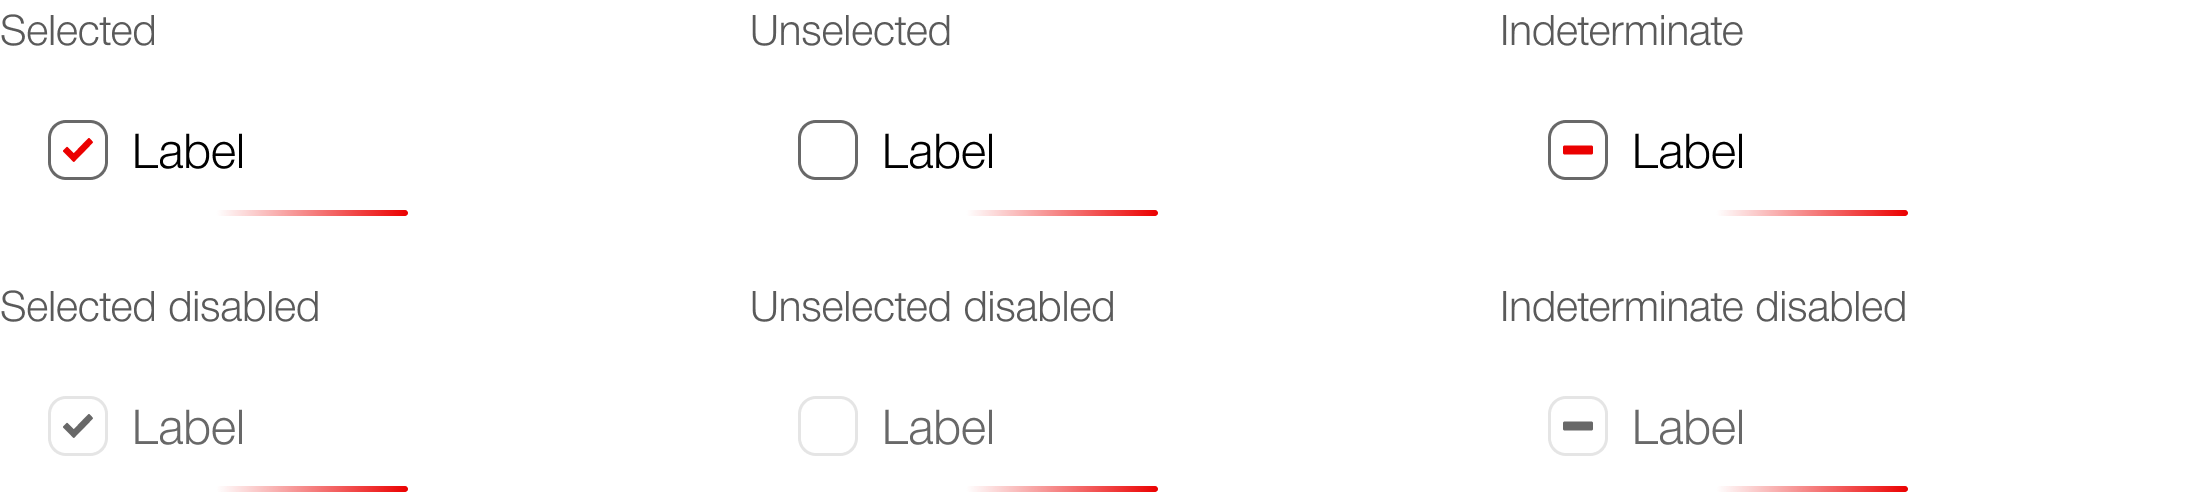 Selected
Unselected
Indeterminate
Label
Label
Label
Selected disabled
Unselected disabled
Indeterminate disabled
Label
Label
Label